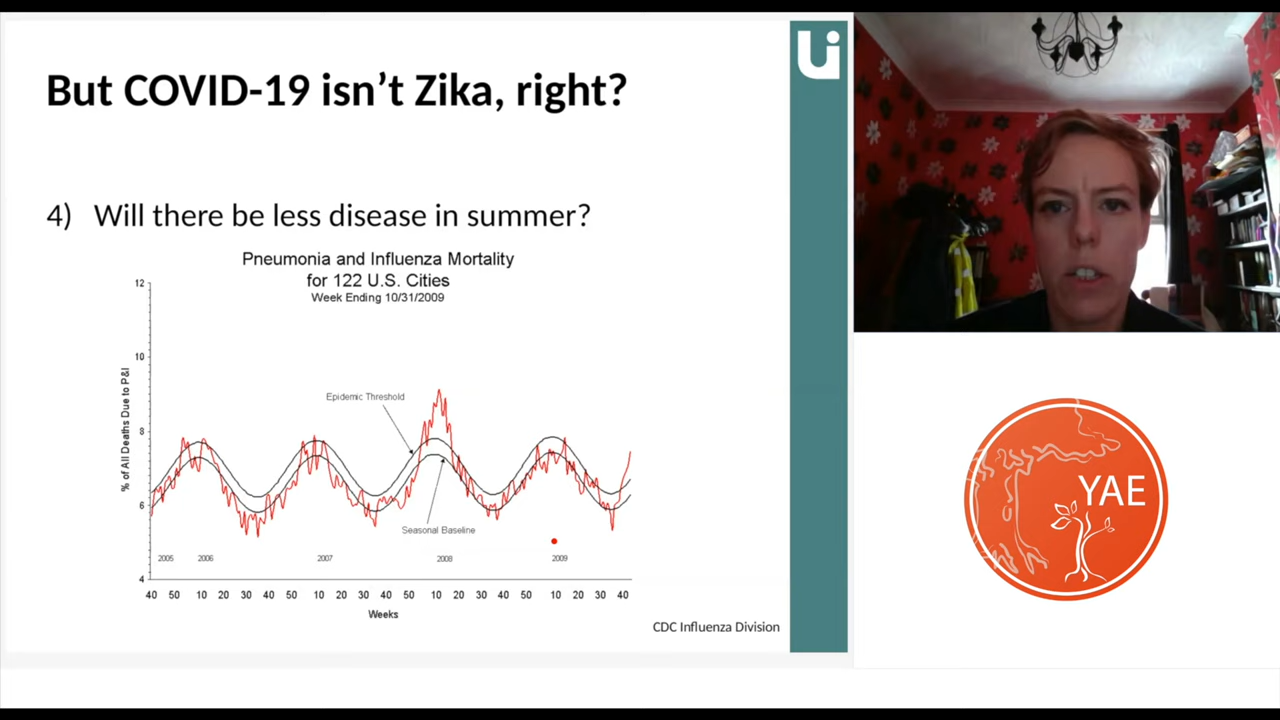 But COVID-19 isn't Zika, right?
4) Will there be less disease in summer?
Pneumonia and Influenza Mortality
for 122 U.S. Cities
Week Ending 10/31/2009
% of All Deaths Due to P&I
12
10
8
6
4
Epidemic Threshold
Seasonal Baseline
2005 2006 2007 2008 2009
40 50 10 20 30 40 50 10 20 30 40 50 10 20 30 40 50 10 20 30 40
Weeks
CDC Influenza Division
Ui
YAE